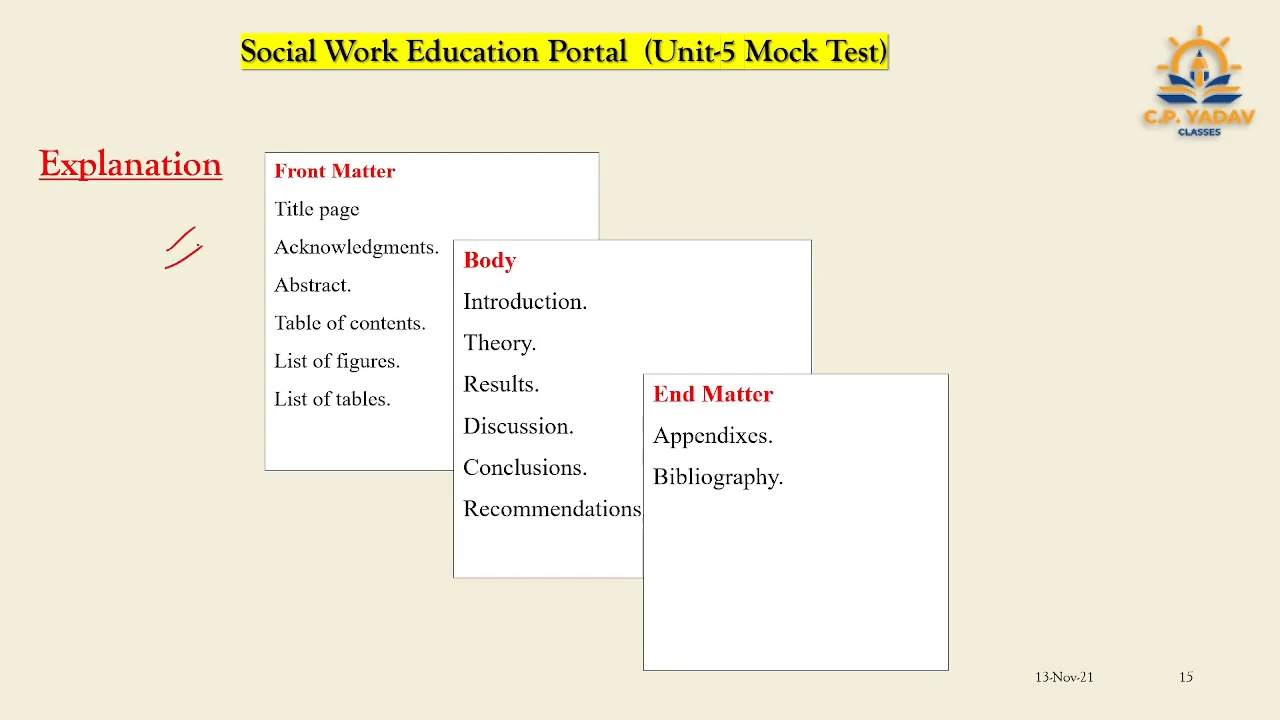 Social Work Education Portal (Unit-5 Mock Test)
C.P. YADAV
CLASSES
Explanation
Front Matter
Title page
Acknowledgments.
Abstract.
Table of contents.
List of figures.
List of tables.
Body
Introduction.
Theory.
Results.
Discussion.
Conclusions.
Recommendations
End Matter
Appendixes.
Bibliography.
13-Nov-21
15